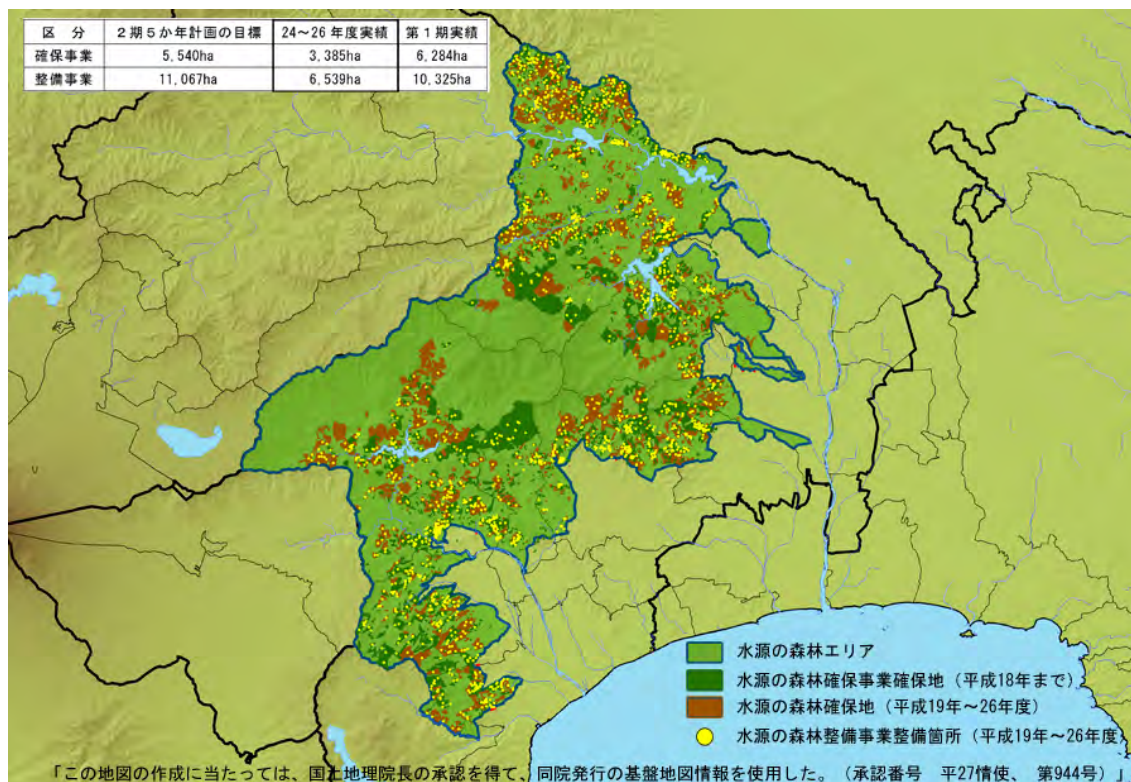 区 分 2期5か年計画の目標 24~26年度実績 第1期実績
確保事業 5,540ha 3,385ha 6,284ha
整備事業 11,067ha 6,539ha 10,325ha
水源の森林エリア
水源の森林確保事業確保地(平成18年まで)
水源の森林確保地(平成19年~26年度)
水源の森林整備事業整備箇所(平成19年~26年度)
「この地図の作成に当たっては、国土地理院長の承認を得て、同院発行の基盤地図情報を使用した。(承認番号 平27情使、 第944号)」